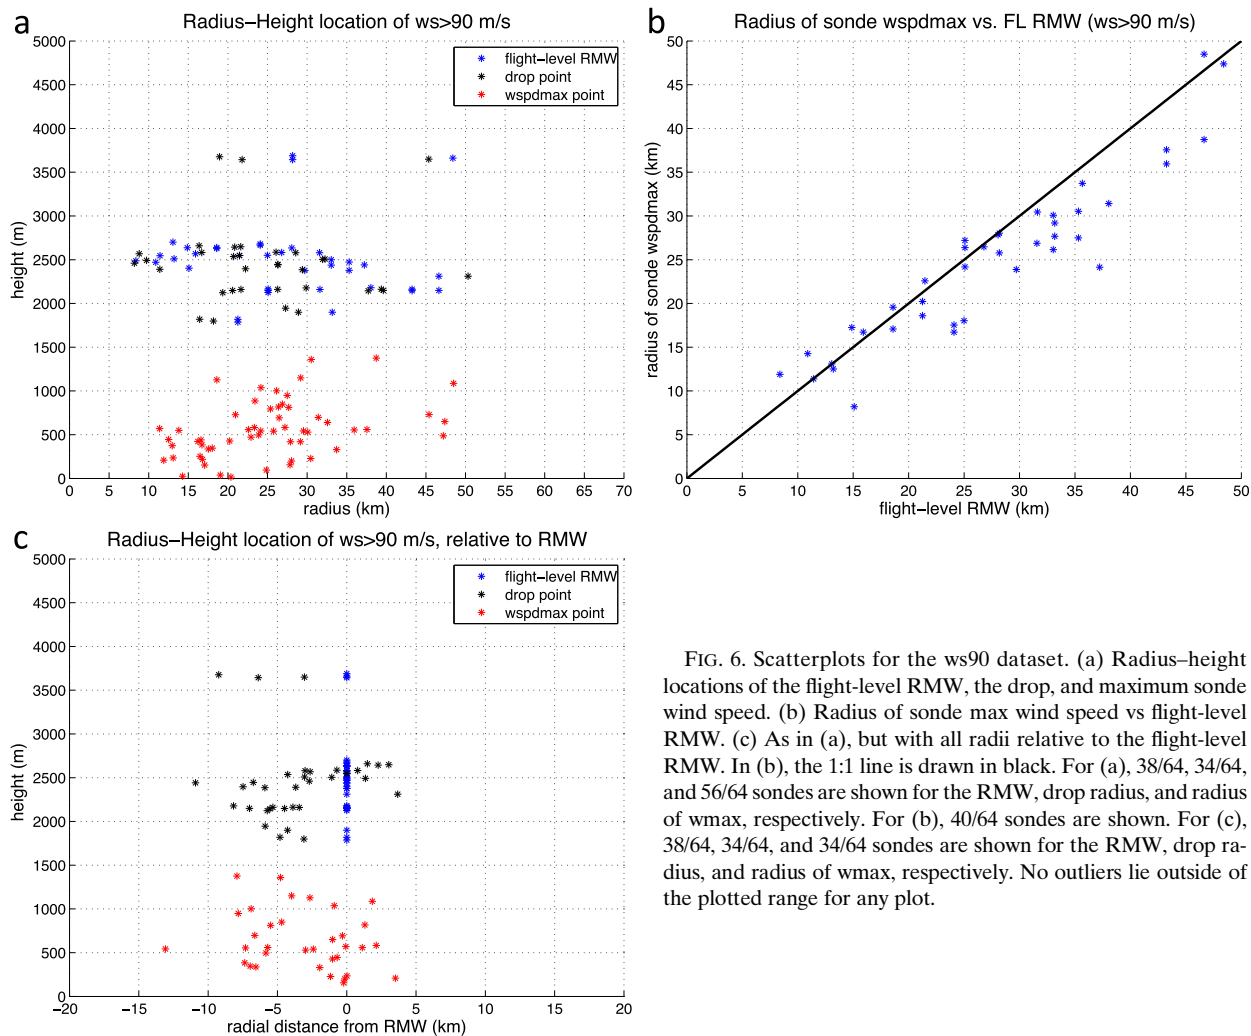 a
Radius−Height location of ws>90 m/s
5000
4500
4000
3500
3000
2500
2000
1500
1000
500
0
height (m)
flight−level RMW
drop point
wspdmax point
0 5 10 15 20 25 30 35 40 45 50 55 60 65 70
radius (km)
b
Radius of sonde wspdmax vs. FL RMW (ws>90 m/s)
50
45
40
35
30
25
20
15
10
5
0
radius of sonde wspdmax (km)
0 5 10 15 20 25 30 35 40 45 50
flight−level RMW (km)
c
Radius−Height location of ws>90 m/s, relative to RMW
5000
4500
4000
3500
3000
2500
2000
1500
1000
500
0
height (m)
flight−level RMW
drop point
wspdmax point
−20 −15 −10 −5 0 5 10 15 20
radial distance from RMW (km)
FIG. 6. Scatterplots for the ws90 dataset. (a) Radius–height
locations of the flight-level RMW, the drop, and maximum sonde
wind speed. (b) Radius of sonde max wind speed vs flight-level
RMW. (c) As in (a), but with all radii relative to the flight-level
RMW. In (b), the 1:1 line is drawn in black. For (a), 38/64, 34/64,
and 56/64 sondes are shown for the RMW, drop radius, and radius
of wmax, respectively. For (b), 40/64 sondes are shown. For (c),
38/64, 34/64, and 34/64 sondes are shown for the RMW, drop ra-
dius, and radius of wmax, respectively. No outliers lie outside of
the plotted range for any plot.